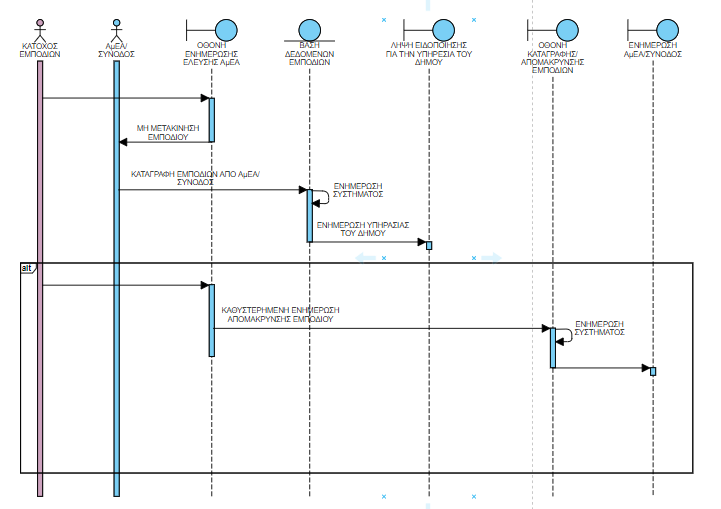 ΚΑΤΟΧΟΣ
ΕΜΠΟΔΙΩΝ
ΑμΕΑ/
ΣΥΝΟΔΟΣ
ΟΘΟΝΗ
ΕΝΗΜΕΡΩΣΗΣ
ΕΛΕΥΣΗΣ ΑμΕΑ
ΒΑΣΗ
ΔΕΔΟΜΕΝΩΝ
ΕΜΠΟΔΙΩΝ
ΛΗΨΗ ΕΙΔΟΠΟΙΗΣΗΣ
ΓΙΑ ΤΗΝ ΥΠΗΡΕΣΙΑ ΤΟΥ
ΔΗΜΟΥ
ΟΘΟΝΗ
ΚΑΤΑΓΡΑΦΗΣ/
ΑΠΟΜΑΚΡΥΝΣΗΣ
ΕΜΠΟΔΙΩΝ
ΕΝΗΜΕΡΩΣΗ
ΑμΕΑ/ΣΥΝΟΔΟΥ
ΜΗ ΜΕΤΑΚΙΝΗΣΗ
ΕΜΠΟΔΙΟΥ
ΚΑΤΑΓΡΑΦΗ ΕΜΠΟΔΙΩΝ ΑΠΟ ΑμΕΑ/
ΣΥΝΟΔΟΣ
ΕΝΗΜΕΡΩΣΗ
ΣΥΣΤΗΜΑΤΟΣ
ΕΝΗΜΕΡΩΣΗ ΥΠΗΡΑΣΙΑΣ
ΤΟΥ ΔΗΜΟΥ
alt
ΚΑΘΥΣΤΕΡΗΜΕΝΗ ΕΝΗΜΕΡΩΣΗ
ΑΠΟΜΑΚΡΥΝΣΗΣ ΕΜΠΟΔΙΟΥ
ΕΝΗΜΕΡΩΣΗ
ΣΥΣΤΗΜΑΤΟΣ